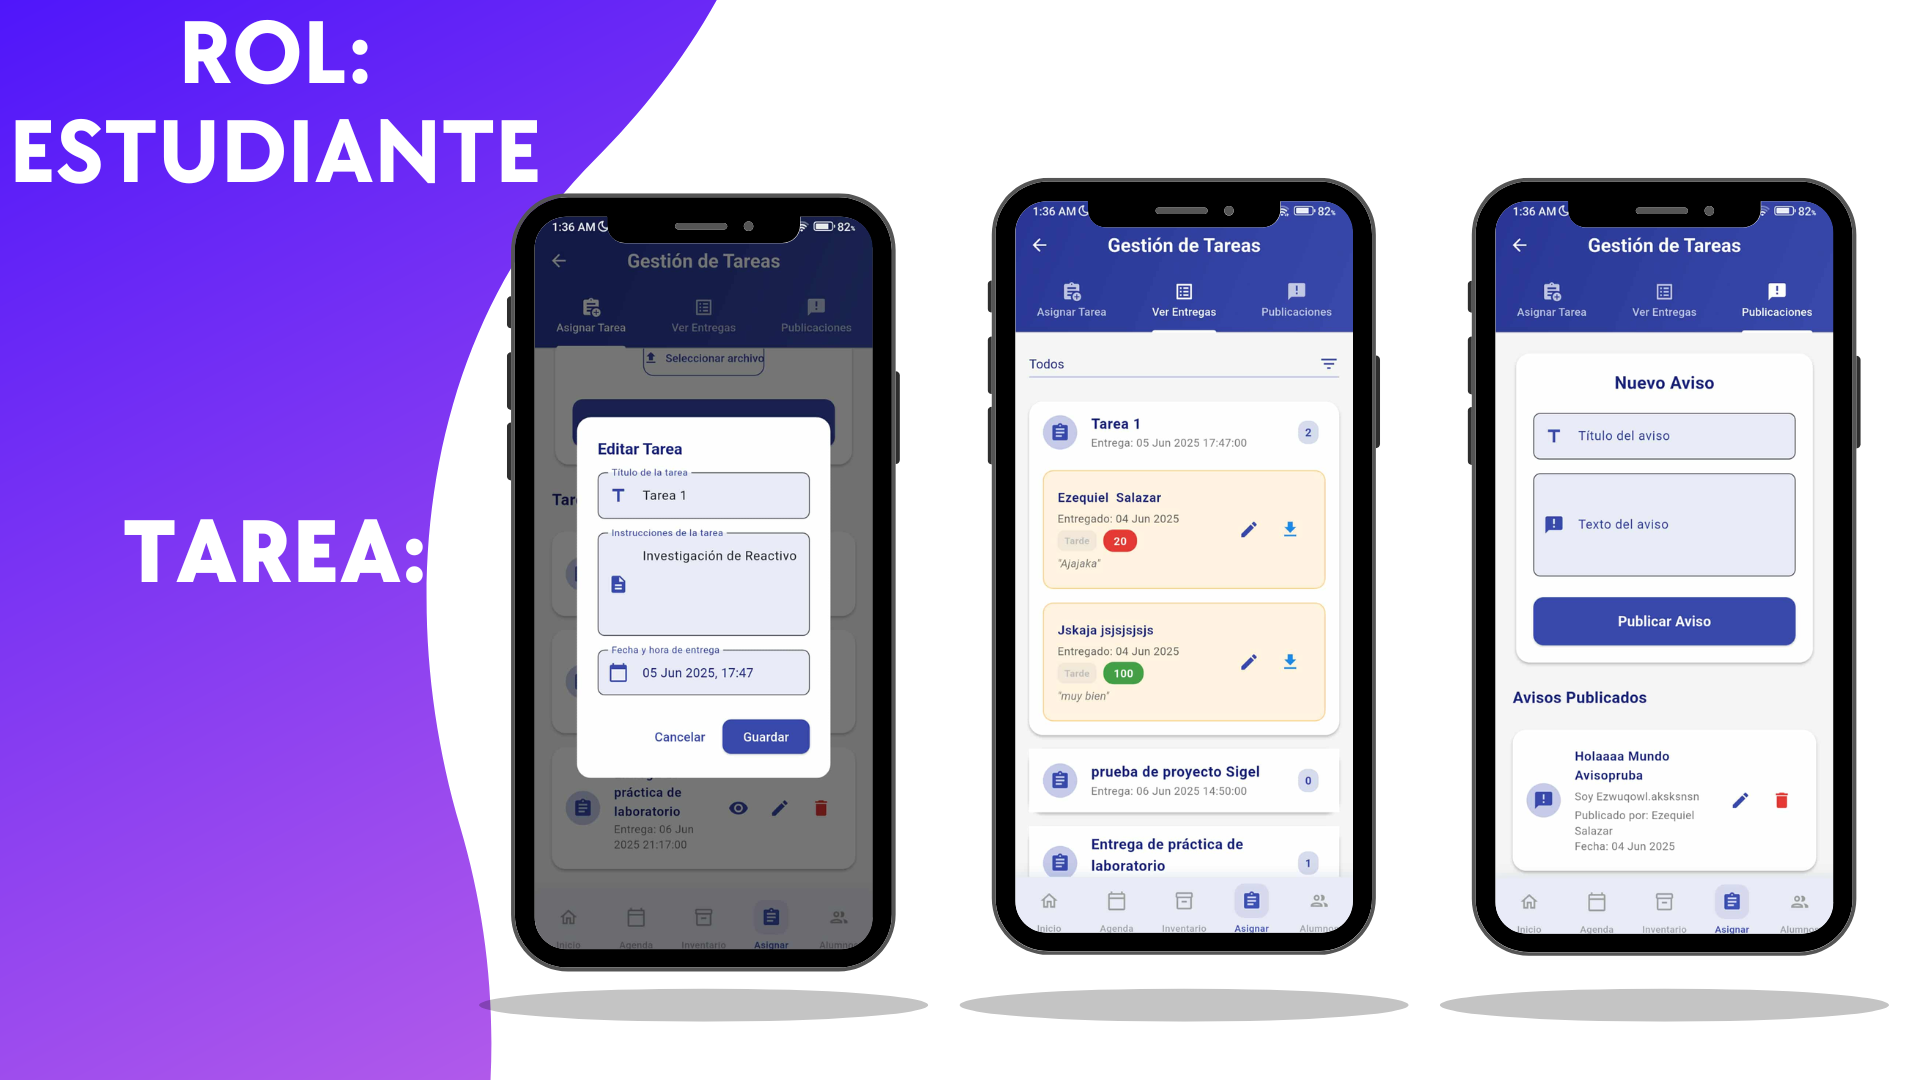 ROL:
ESTUDIANTE
TAREA:
1:36 AM
82%
Gestión de Tareas
Asignar Tarea
Ver Entregas
Publicaciones
Seleccionar archivo
Editar Tarea
Título de la tarea
Tarea 1
Instrucciones de la tarea
Investigación de Reactivo
Fecha y hora de entrega
05 Jun 2025, 17:47
Cancelar
Guardar
práctica de
laboratorio
Entrega: 06 Jun
2025 21:17:00
Inicio
Agenda
Inventario
Asignar
Alumnos
1:36 AM
82%
Gestión de Tareas
Asignar Tarea
Ver Entregas
Publicaciones
Todos
Tarea 1
2
Entrega: 05 Jun 2025 17:47:00
Ezequiel Salazar
Entregado: 04 Jun 2025
Tarde
20
"Ajajaka"
Jskaja jsjsjsjsjs
Entregado: 04 Jun 2025
Tarde
100
"muy bien"
prueba de proyecto Sigel
0
Entrega: 06 Jun 2025 14:50:00
Entrega de práctica de
laboratorio
1
Inicio
Agenda
Inventario
Asignar
Alumnos
1:36 AM
82%
Gestión de Tareas
Asignar Tarea
Ver Entregas
Publicaciones
Nuevo Aviso
Título del aviso
Texto del aviso
Publicar Aviso
Avisos Publicados
Holaaaa Mundo
Avisopruba
Soy Ezwuqowl.aksksnsn
Publicado por: Ezequiel
Salazar
Fecha: 04 Jun 2025
Inicio
Agenda
Inventario
Asignar
Alumnos